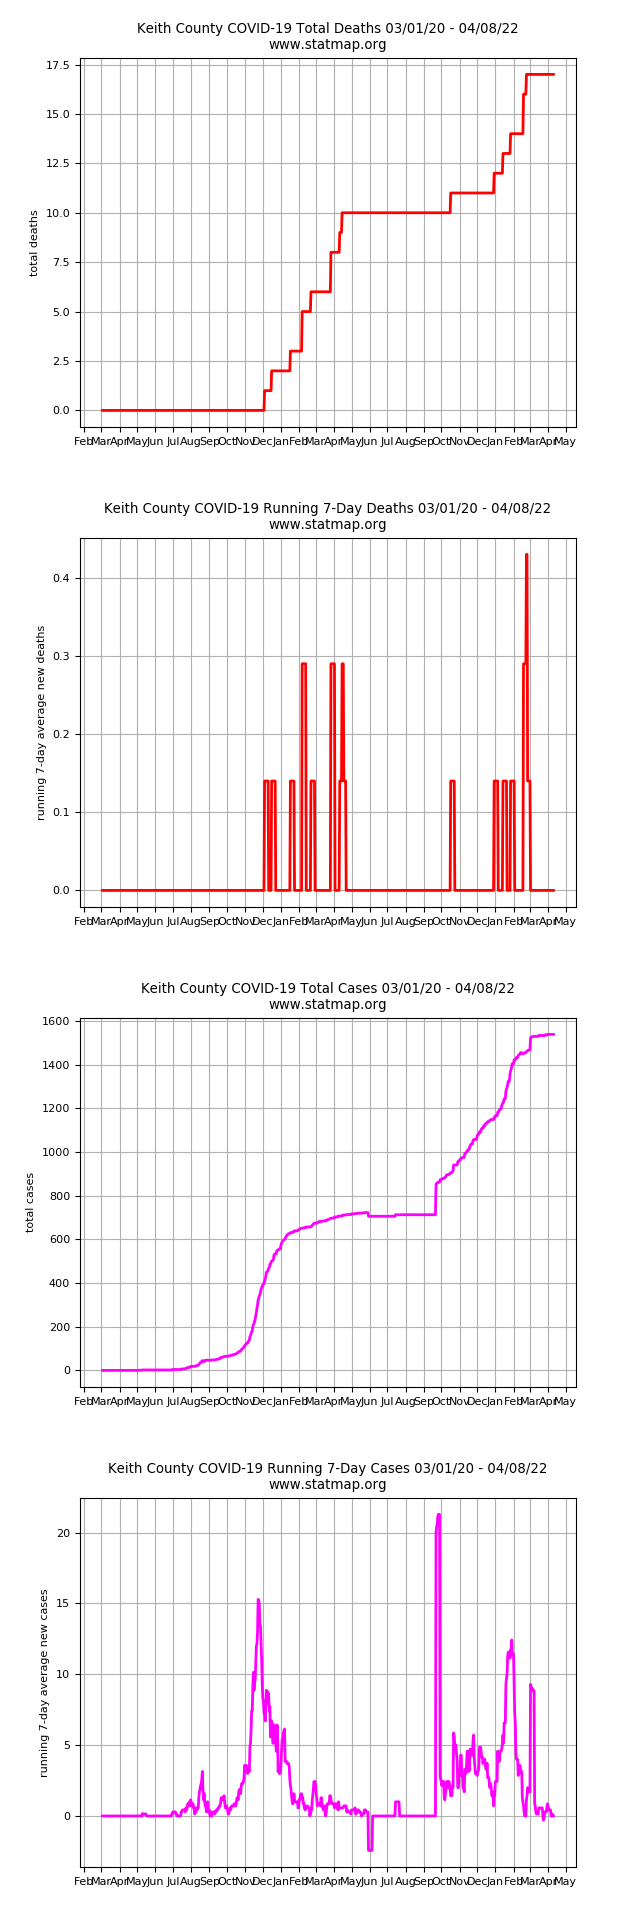 Keith County COVID-19 Total Deaths 03/01/20 - 04/08/22
www.statmap.org
17.5
15.0
12.5
10.0
7.5
5.0
2.5
0.0
total deaths
Feb Mar Apr May Jun Jul Aug Sep Oct Nov Dec Jan Feb Mar Apr May Jun Jul Aug Sep Oct Nov Dec Jan Feb Mar Apr May
Keith County COVID-19 Running 7-Day Deaths 03/01/20 - 04/08/22
www.statmap.org
0.4
0.3
0.2
0.1
0.0
running 7-day average new deaths
Feb Mar Apr May Jun Jul Aug Sep Oct Nov Dec Jan Feb Mar Apr May Jun Jul Aug Sep Oct Nov Dec Jan Feb Mar Apr May
Keith County COVID-19 Total Cases 03/01/20 - 04/08/22
www.statmap.org
1600
1400
1200
1000
800
600
400
200
0
total cases
Feb Mar Apr May Jun Jul Aug Sep Oct Nov Dec Jan Feb Mar Apr May Jun Jul Aug Sep Oct Nov Dec Jan Feb Mar Apr May
Keith County COVID-19 Running 7-Day Cases 03/01/20 - 04/08/22
www.statmap.org
20
15
10
5
0
running 7-day average new cases
Feb Mar Apr May Jun Jul Aug Sep Oct Nov Dec Jan Feb Mar Apr May Jun Jul Aug Sep Oct Nov Dec Jan Feb Mar Apr May